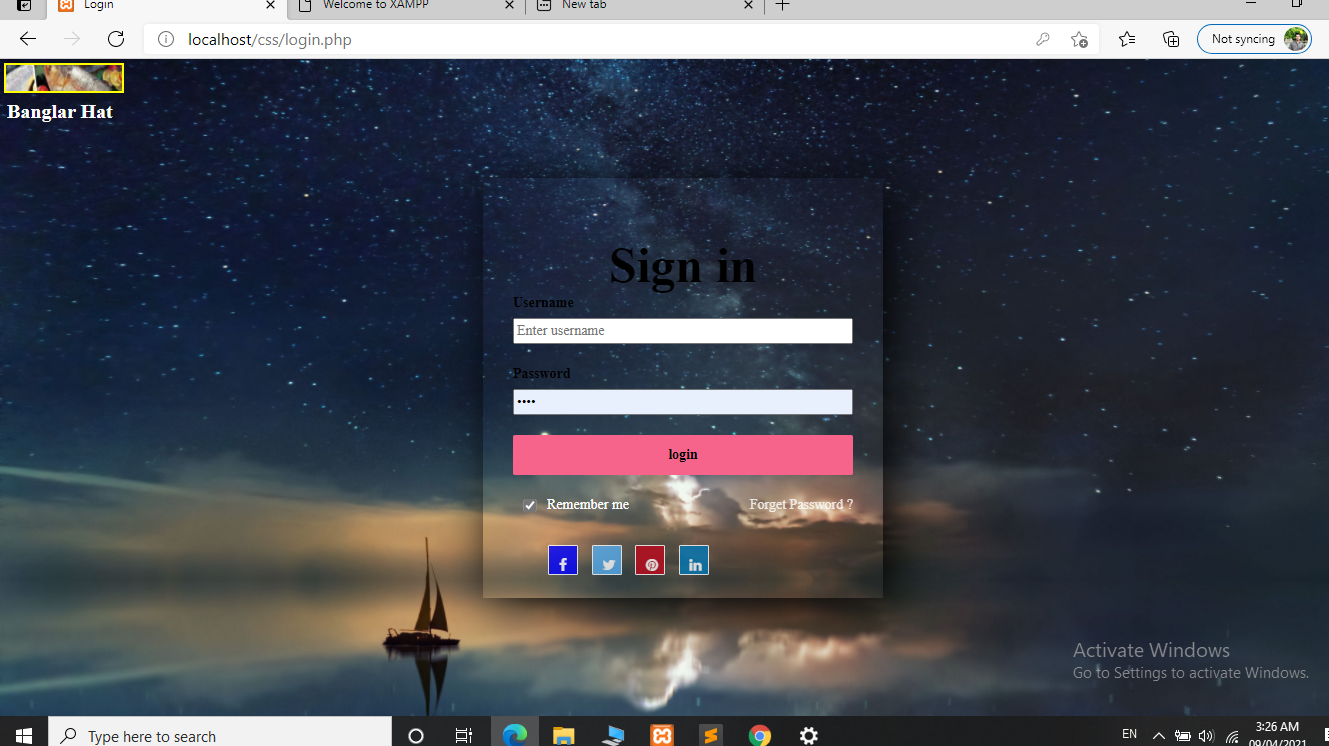 Login
Welcome to XAMPP
New tab
localhost/css/login.php
Not syncing
Banglar Hat
Sign in
Username
Enter username
Password
••••
login
Remember me
Forget Password ?
Activate Windows
Go to Settings to activate Windows.
Type here to search
EN
3:26 AM
09/04/2021